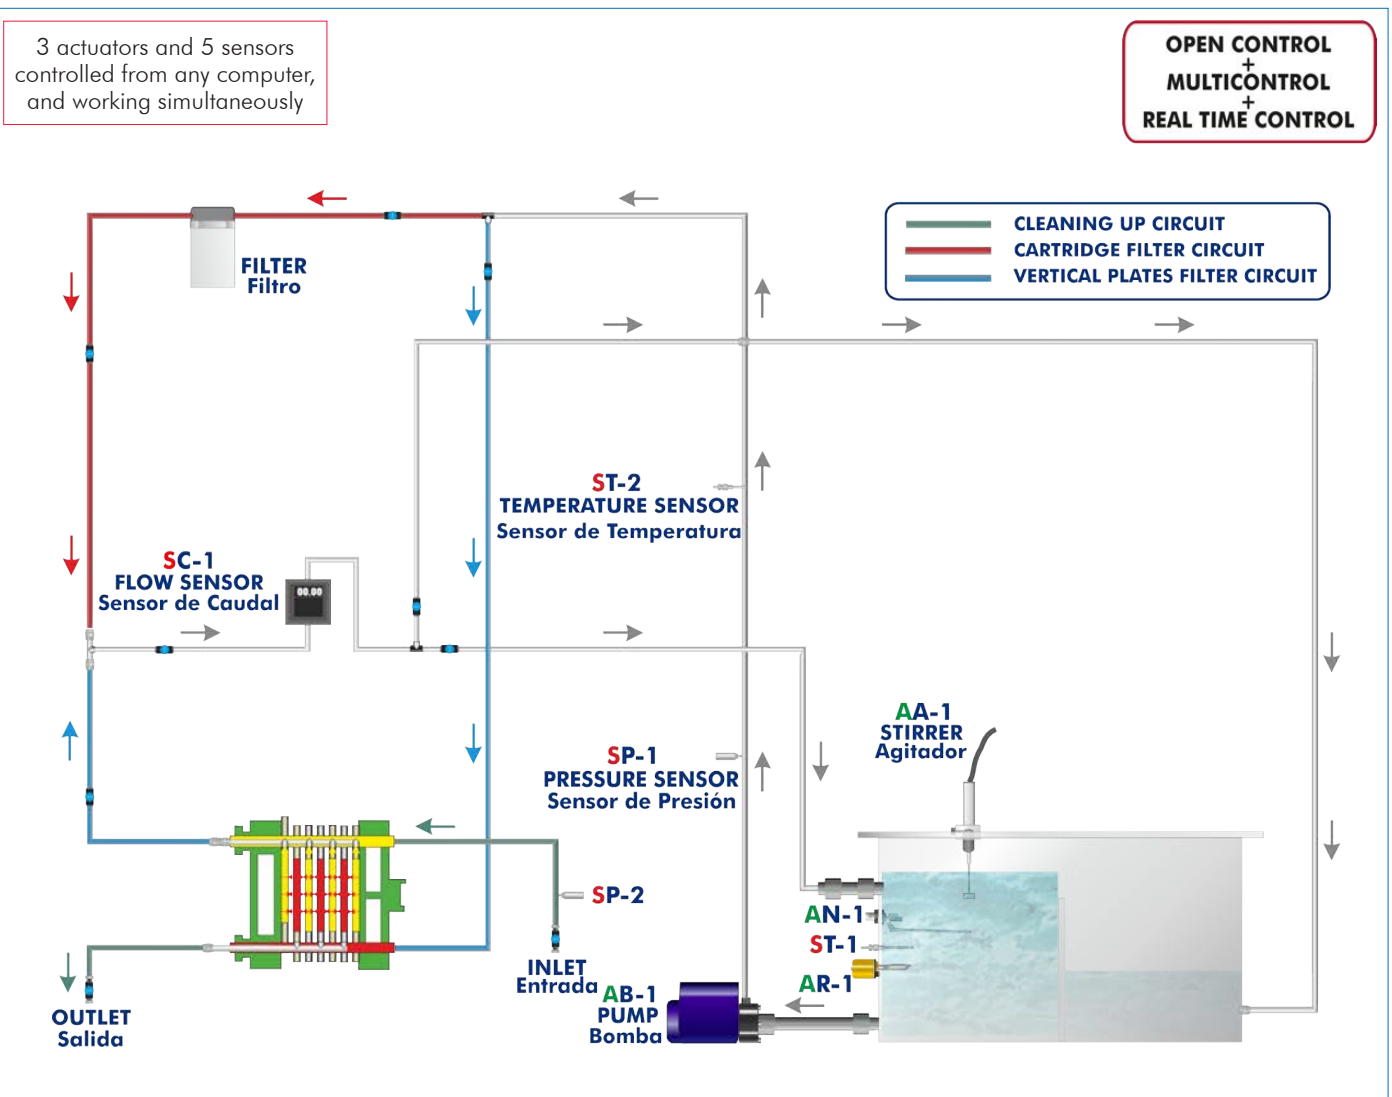 3 actuators and 5 sensors
controlled from any computer,
and working simultaneously
OPEN CONTROL
+
MULTICONTROL
+
REAL TIME CONTROL
CLEANING UP CIRCUIT
CARTRIDGE FILTER CIRCUIT
VERTICAL PLATES FILTER CIRCUIT
FILTER
Filtro
ST-2
TEMPERATURE SENSOR
Sensor de Temperatura
SC-1
FLOW SENSOR
Sensor de Caudal
00.00
AA-1
STIRRER
Agitador
SP-1
PRESSURE SENSOR
Sensor de Presión
SP-2
AN-1
ST-1
AR-1
INLET
Entrada
AB-1
PUMP
Bomba
OUTLET
Salida